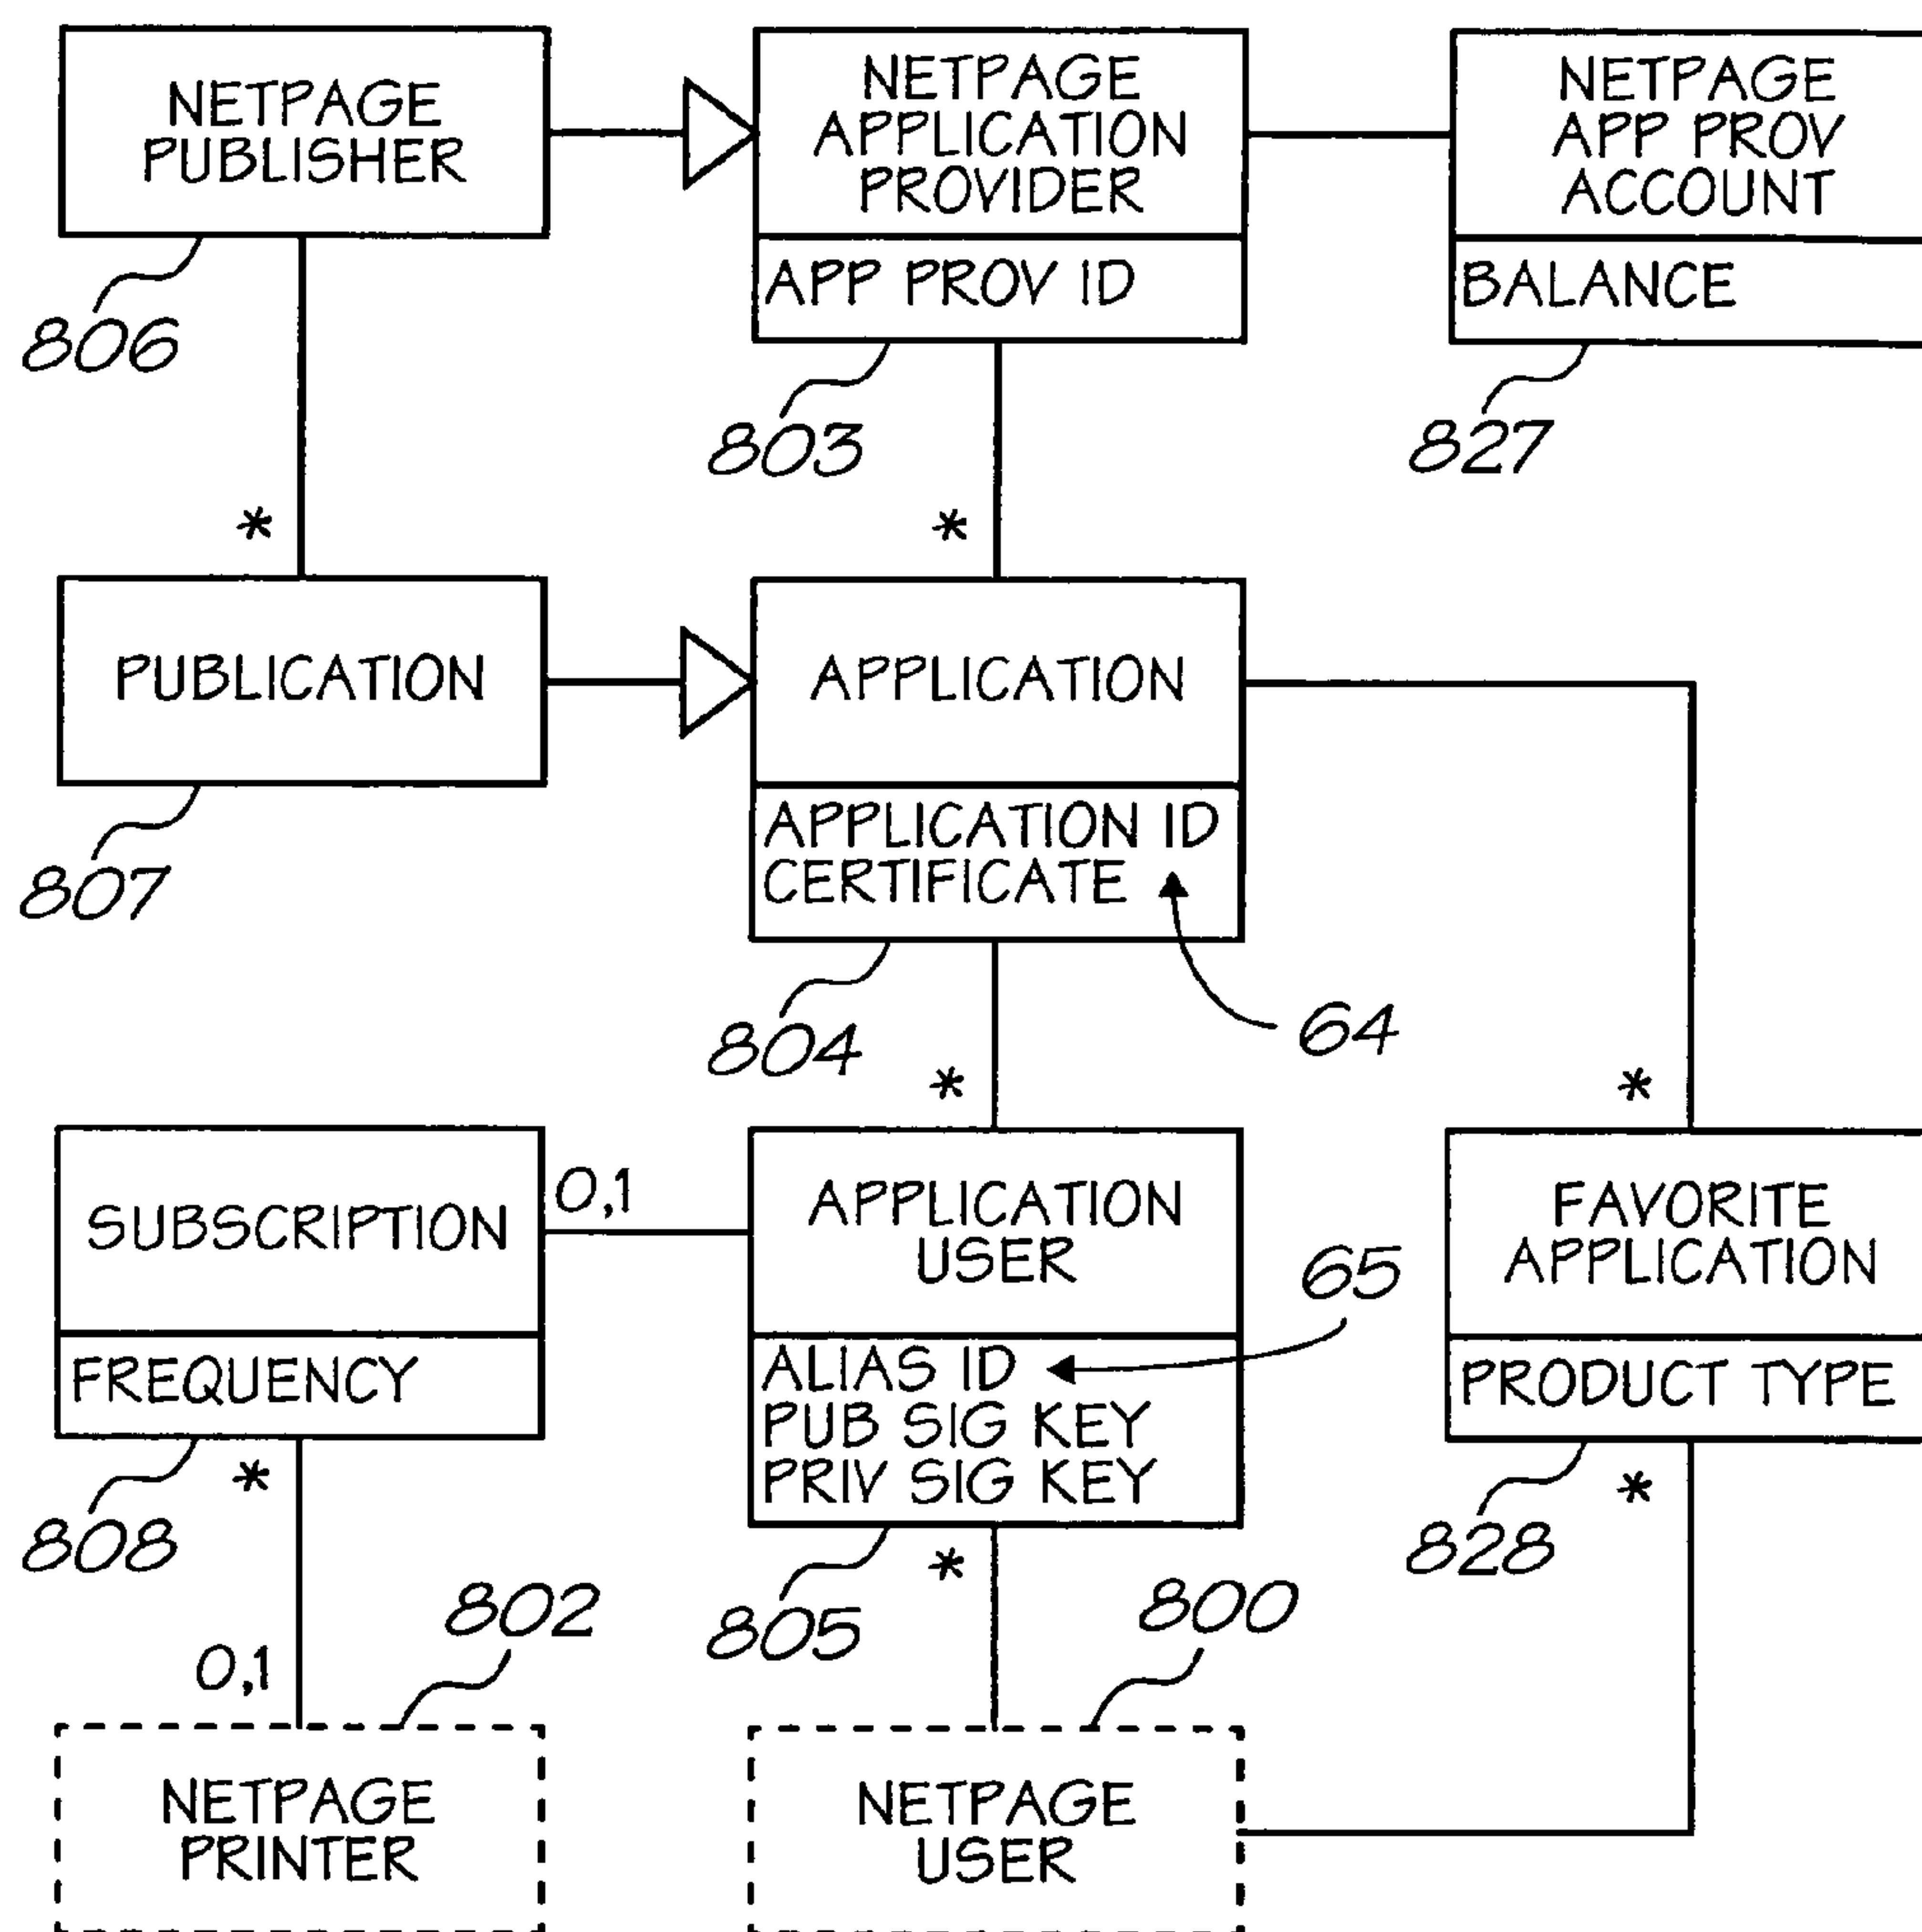 NETPAGE
PUBLISHER
806
NETPAGE
APPLICATION
PROVIDER
APP PROV ID
803
NETPAGE
APP PROV
ACCOUNT
BALANCE
827
*
*
PUBLICATION
807
APPLICATION
APPLICATION ID
CERTIFICATE
804
64
*
*
SUBSCRIPTION
0,1
FREQUENCY
808
*
APPLICATION
USER
65
ALIAS ID
PUB SIG KEY
PRIV SIG KEY
805
*
FAVORITE
APPLICATION
PRODUCT TYPE
828
*
802
0,1
NETPAGE
PRINTER
800
NETPAGE
USER